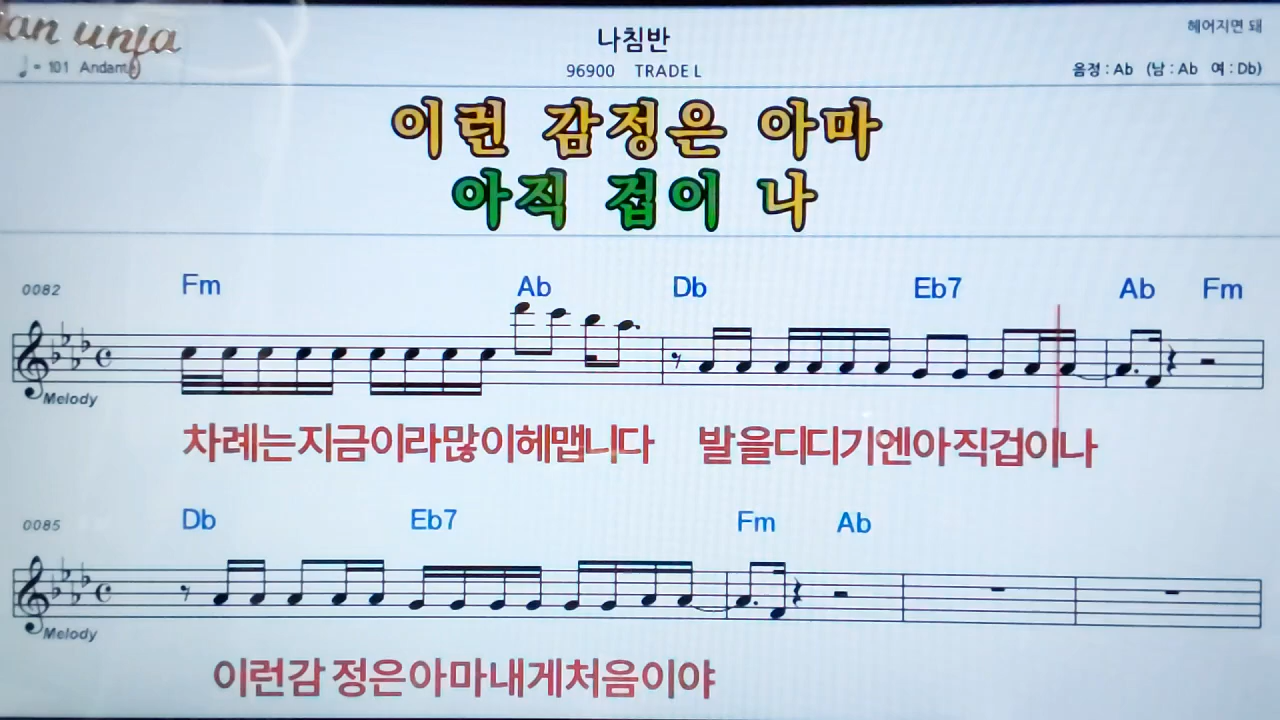 나침반
헤어지면 돼
♩= 101 Andante
96900 TRADE L
음정 : Ab (남 : Ab 여 : Db)
이런 감정은 아마
아직 겁이 나
0082 Fm Ab Db Eb7 Ab Fm
Melody
차례는지금이라많이헤맵니다 발을디디기엔아직겁이나
0085 Db Eb7 Fm Ab
Melody
이런감 정은아마내게처음이야